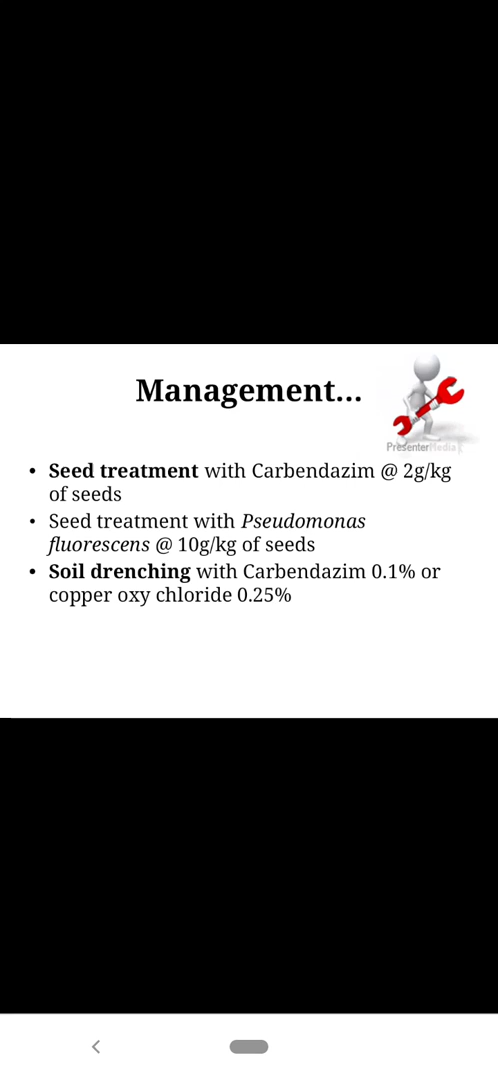 Management...
PresenterMedia
• Seed treatment with Carbendazim @ 2g/kg
of seeds
• Seed treatment with Pseudomonas
fluorescens @ 10g/kg of seeds
• Soil drenching with Carbendazim 0.1% or
copper oxy chloride 0.25%